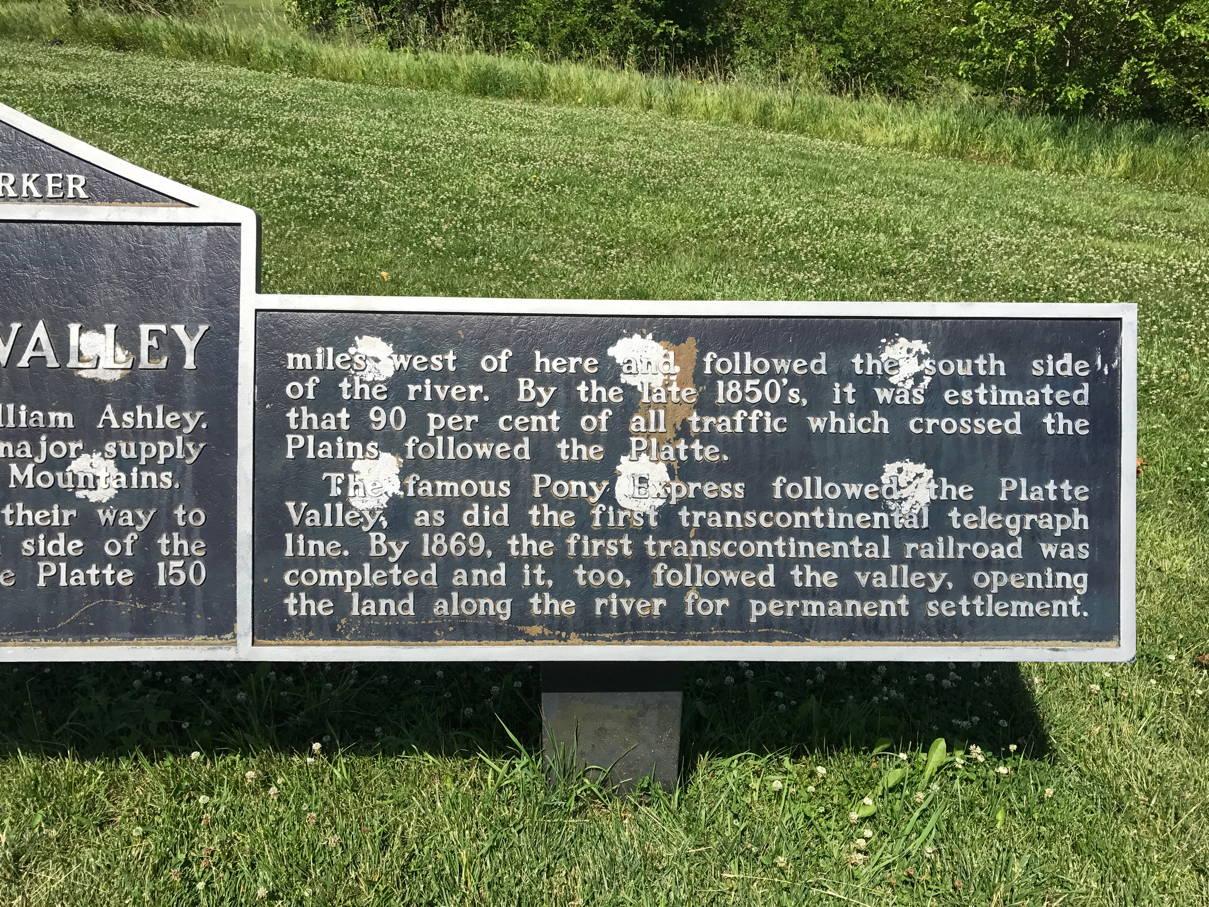 RKER
VALLEY
lliam Ashley.
major supply
Mountains.
their way to
side of the
e Platte 150
miles west of here and followed the south side
of the river. By the late 1850's, it was estimated
that 90 per cent of all traffic which crossed the
Plains followed the Platte.
The famous Pony Express followed the Platte
Valley, as did the first transcontinental telegraph
line. By 1869, the first transcontinental railroad was
completed and it, too, followed the valley, opening
the land along the river for permanent settlement.